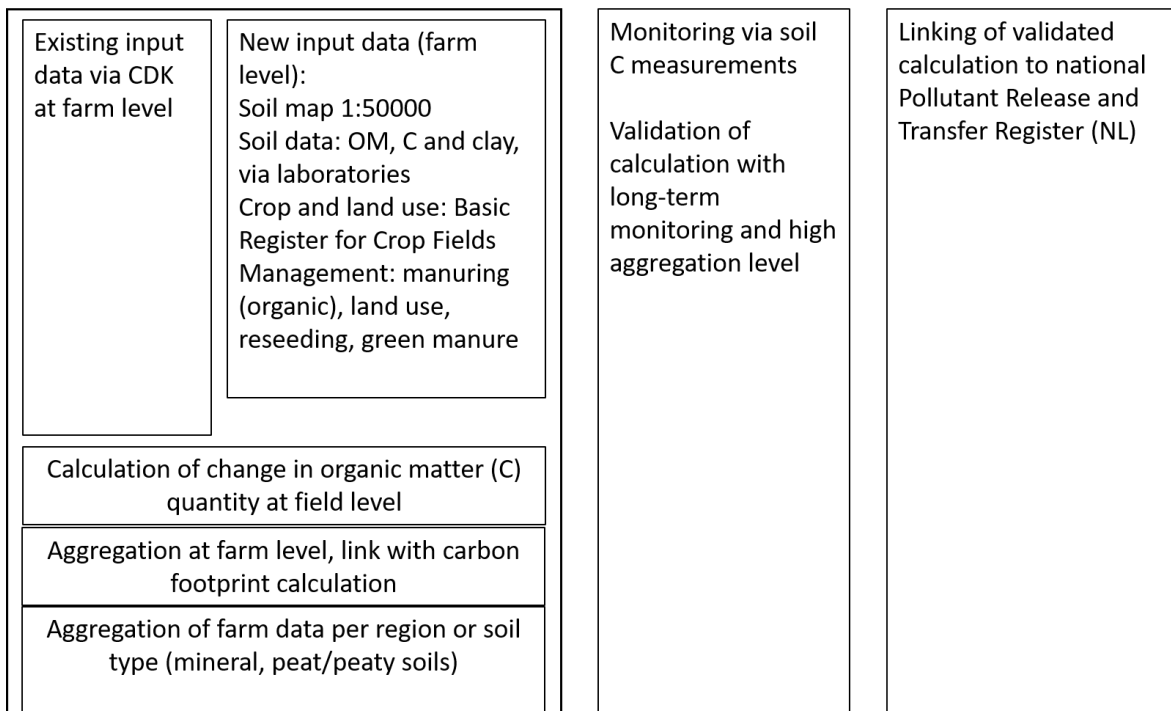 Existing input
data via CDK
at farm level
New input data (farm
level):
Soil map 1:50000
Soil data: OM, C and clay,
via laboratories
Crop and land use: Basic
Register for Crop Fields
Management: manuring
(organic), land use,
reseeding, green manure
Calculation of change in organic matter (C)
quantity at field level
Aggregation at farm level, link with carbon
footprint calculation
Aggregation of farm data per region or soil
type (mineral, peat/peaty soils)
Monitoring via soil
C measurements
Validation of
calculation with
long-term
monitoring and high
aggregation level
Linking of validated
calculation to national
Pollutant Release and
Transfer Register (NL)